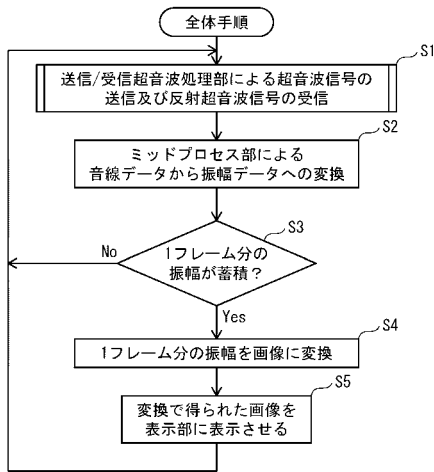 全体手順
S1
送信/受信超音波処理部による超音波信号の
送信及び反射超音波信号の受信
S2
ミッドプロセス部による
音線データから振幅データへの変換
S3
No
1フレーム分の
振幅が蓄積?
Yes
S4
1フレーム分の振幅を画像に変換
S5
変換で得られた画像を
表示部に表示させる